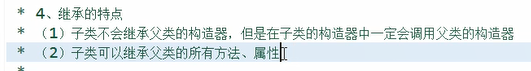 * 4、继承的特点
* （1）子类不会继承父类的构造器，但是在子类的构造器中一定会调用父类的构造器
* （2）子类可以继承父类的所有方法、属性
*